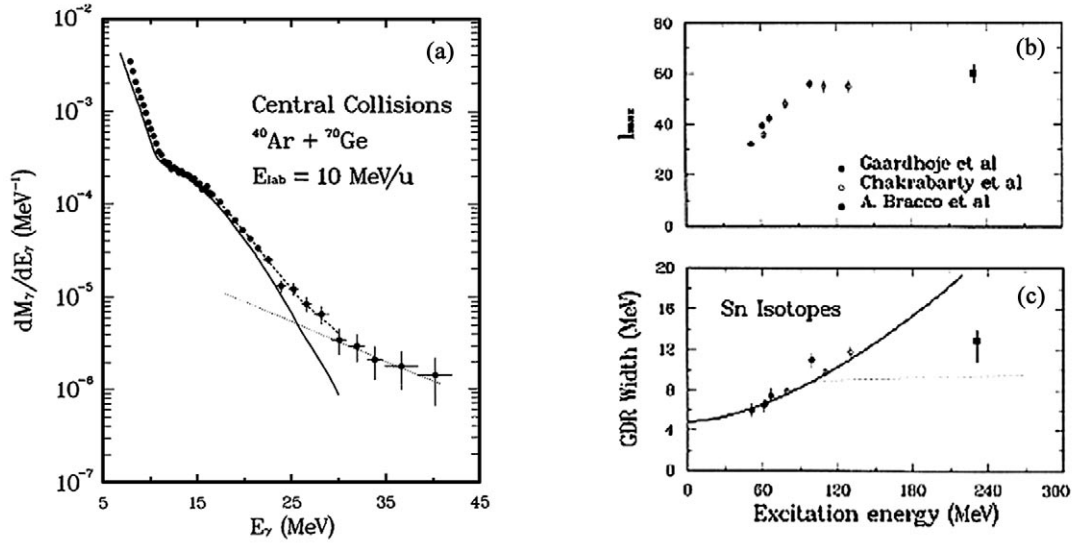 (a)
Central Collisions
⁴⁰Ar + ⁷⁰Ge
E_lab = 10 MeV/u
dM_γ/dE_γ (MeV⁻¹)
10⁻²
10⁻³
10⁻⁴
10⁻⁵
10⁻⁶
10⁻⁷
5 15 25 35 45
E_γ (MeV)
(b)
I_max
80
60
40
20
0
Gaardhoje et al
Chakrabarty et al
A. Bracco et al
(c)
Sn Isotopes
GDR Width (MeV)
20
16
12
8
4
0
0 60 120 180 240 300
Excitation energy (MeV)